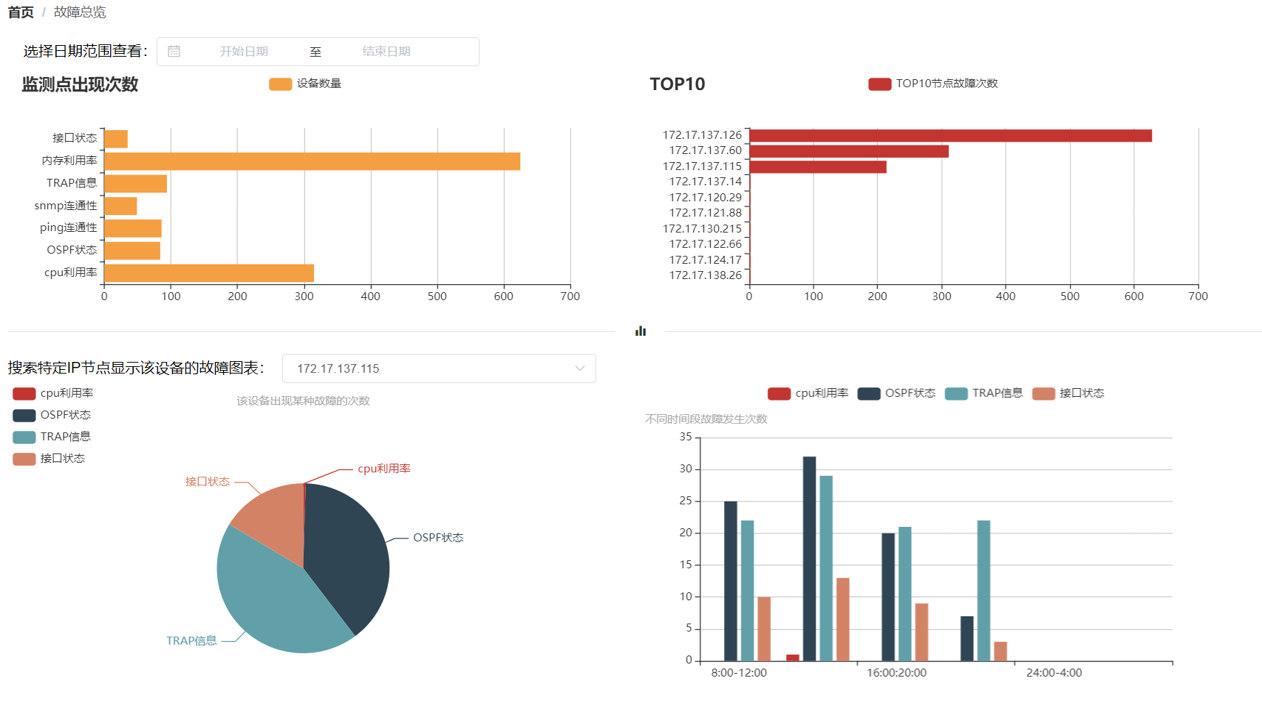 首页 / 故障总览
选择日期范围查看： 开始日期 至 结束日期
监测点出现次数
设备数量
接口状态
内存利用率
TRAP信息
snmp连通性
ping连通性
OSPF状态
cpu利用率
0 100 200 300 400 500 600 700
TOP10
TOP10节点故障次数
172.17.137.126
172.17.137.60
172.17.137.115
172.17.137.14
172.17.120.29
172.17.121.88
172.17.130.215
172.17.122.66
172.17.124.17
172.17.138.26
0 100 200 300 400 500 600 700
搜索特定IP节点显示该设备的故障图表： 172.17.137.115
cpu利用率
OSPF状态
TRAP信息
接口状态
该设备出现某种故障的次数
cpu利用率
接口状态
OSPF状态
TRAP信息
cpu利用率 OSPF状态 TRAP信息 接口状态
不同时间段故障发生次数
35
30
25
20
15
10
5
0
8:00-12:00 16:00:20:00 24:00-4:00